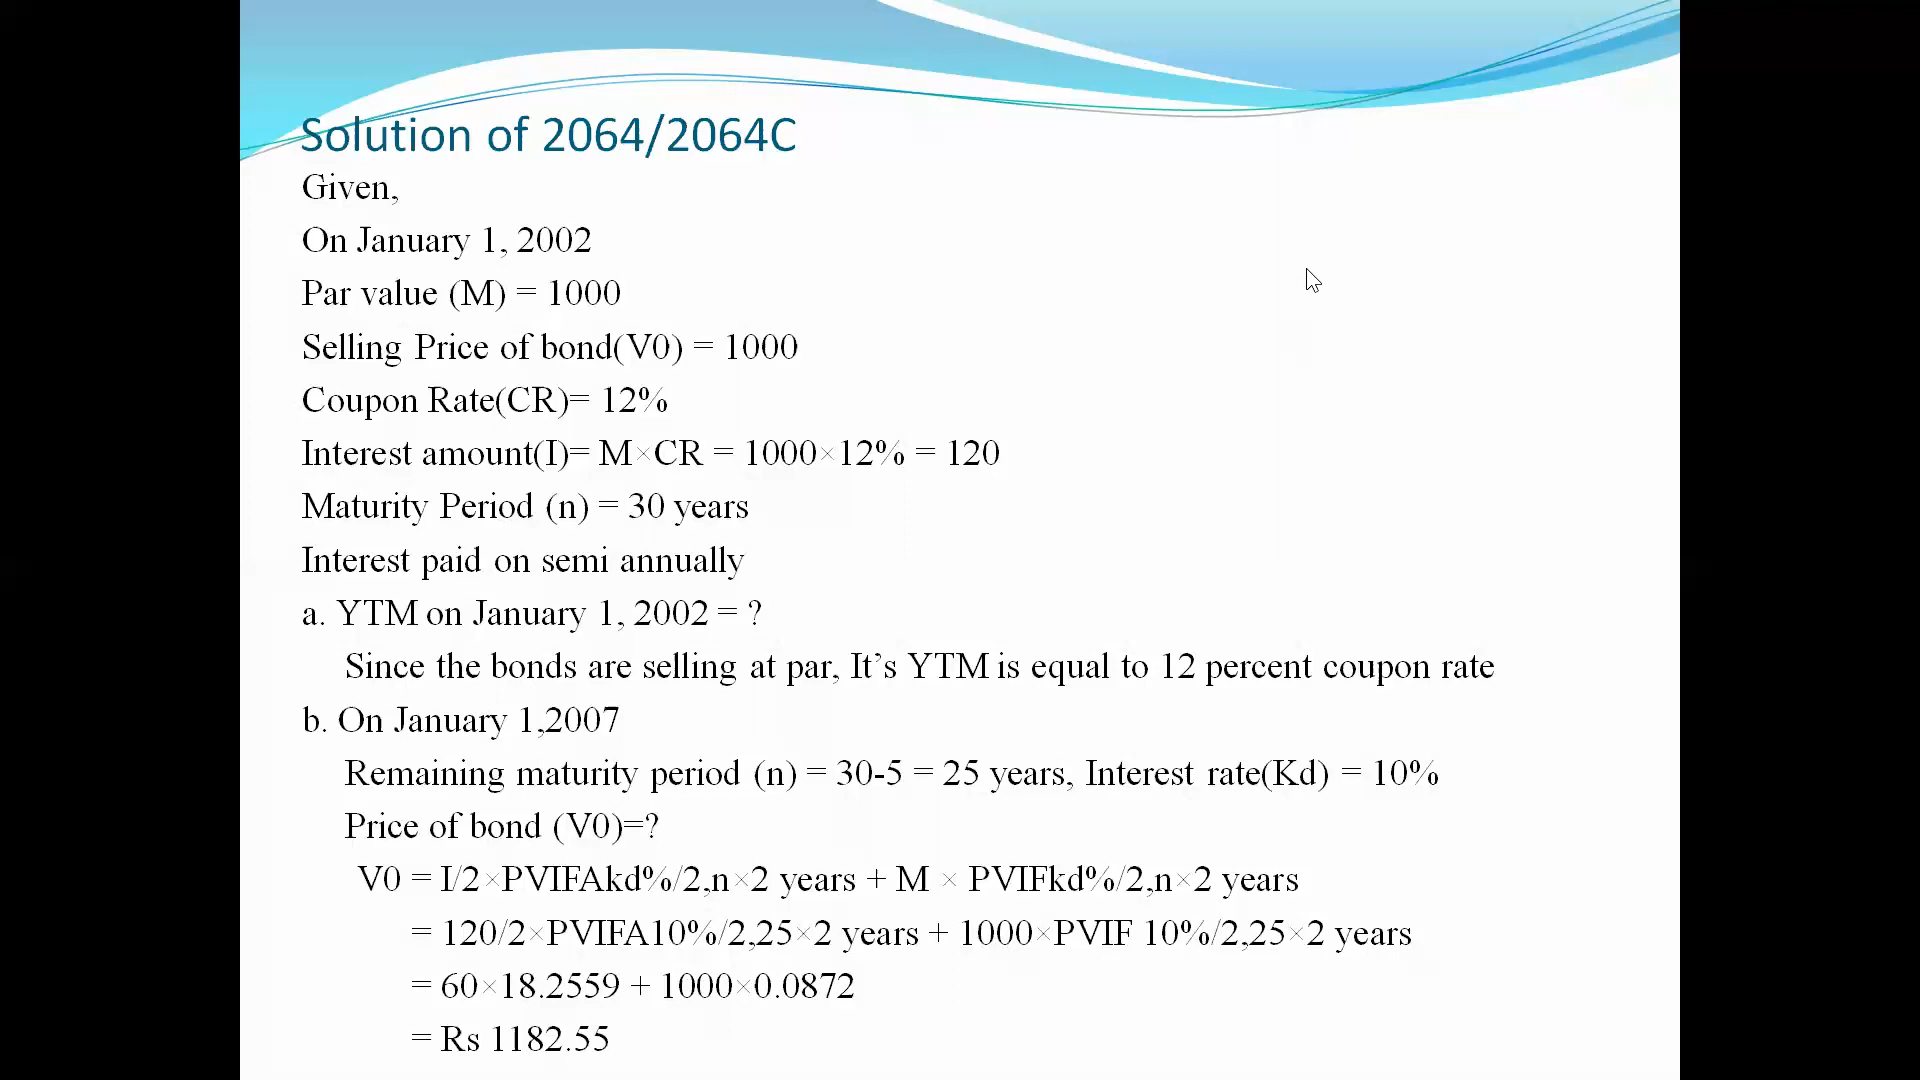 Solution of 2064/2064C
Given,
On January 1, 2002
Par value (M) = 1000
Selling Price of bond(V0) = 1000
Coupon Rate(CR)= 12%
Interest amount(I)= M×CR = 1000×12% = 120
Maturity Period (n) = 30 years
Interest paid on semi annually
a. YTM on January 1, 2002 = ?
Since the bonds are selling at par, It’s YTM is equal to 12 percent coupon rate
b. On January 1,2007
Remaining maturity period (n) = 30-5 = 25 years, Interest rate(Kd) = 10%
Price of bond (V0)=?
V0 = I/2×PVIFAkd%/2,n×2 years + M × PVIFkd%/2,n×2 years
= 120/2×PVIFA10%/2,25×2 years + 1000×PVIF 10%/2,25×2 years
= 60×18.2559 + 1000×0.0872
= Rs 1182.55